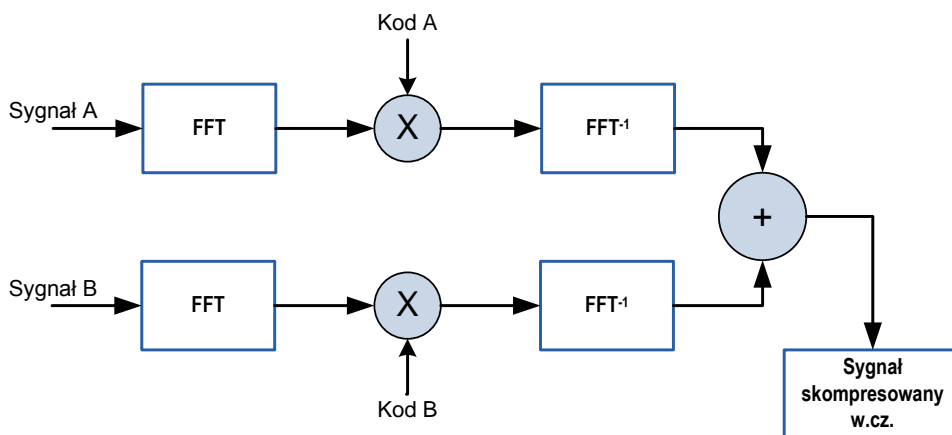 Kod A
Sygnał A
FFT
X
FFT-1
+
Sygnał B
FFT
X
FFT-1
Kod B
Sygnał
skompresowany
w.cz.